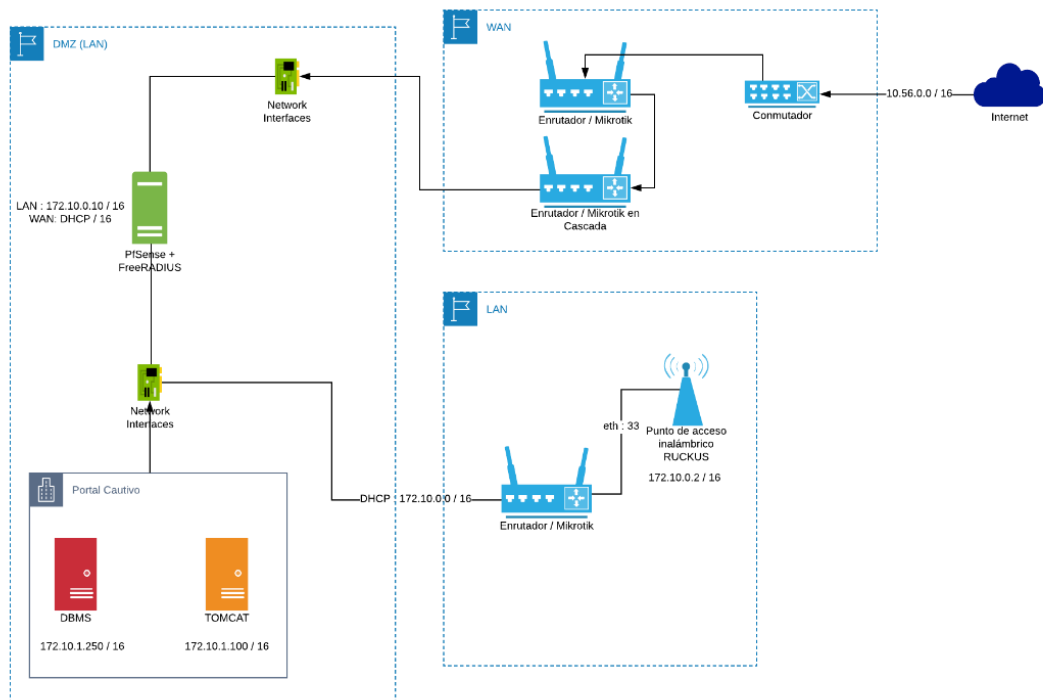 DMZ (LAN)
Network
Interfaces
LAN : 172.10.0.10 / 16
WAN: DHCP / 16
PfSense +
FreeRADIUS
Network
Interfaces
Portal Cautivo
DBMS
172.10.1.250 / 16
TOMCAT
172.10.1.100 / 16
WAN
Enrutador / Mikrotik
Enrutador / Mikrotik en
Cascada
Conmutador
10.56.0.0 / 16
Internet
LAN
DHCP : 172.10.0.0 / 16
Enrutador / Mikrotik
eth : 33
Punto de acceso
inalámbrico
RUCKUS
172.10.0.2 / 16